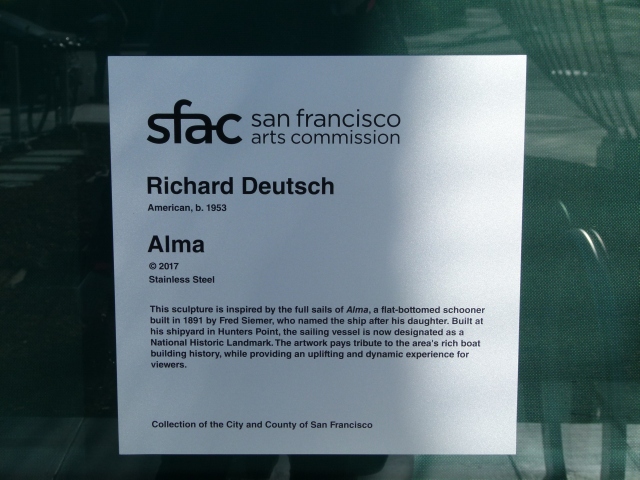 sfac san francisco
arts commission
Richard Deutsch
American, b. 1953
Alma
© 2017
Stainless Steel
This sculpture is inspired by the full sails of Alma, a flat-bottomed schooner
built in 1891 by Fred Siemer, who named the ship after his daughter. Built at
his shipyard in Hunters Point, the sailing vessel is now designated as a
National Historic Landmark. The artwork pays tribute to the area's rich boat
building history, while providing an uplifting and dynamic experience for
viewers.
Collection of the City and County of San Francisco